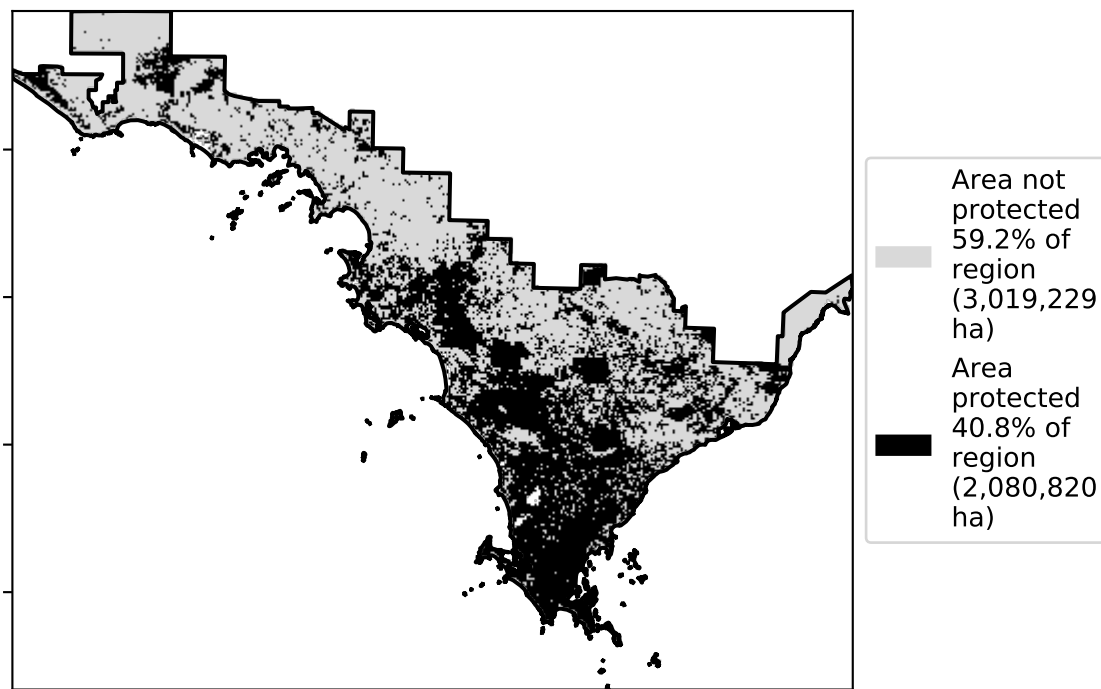 Area not
protected
59.2% of
region
(3,019,229
ha)
Area
protected
40.8% of
region
(2,080,820
ha)